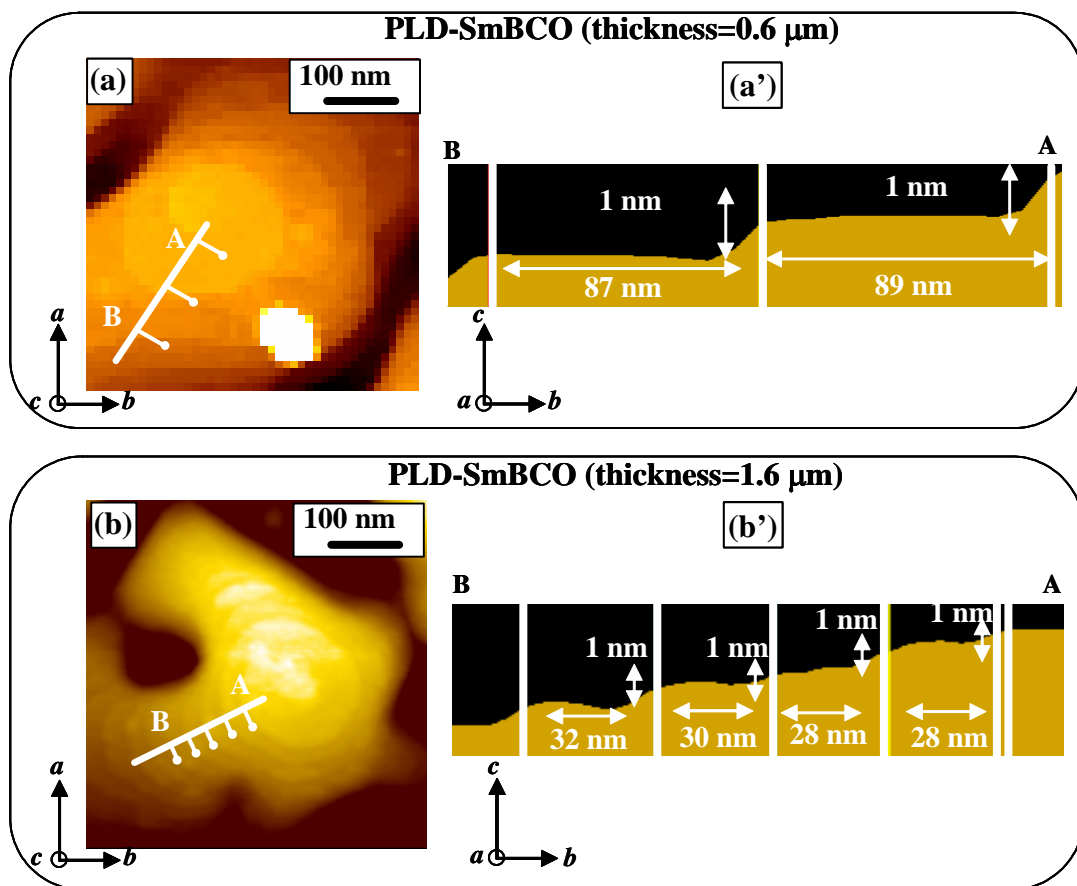 PLD-SmBCO (thickness=0.6 μm)
(a)
100 nm
(a’)
B
A
1 nm
1 nm
A
B
87 nm
89 nm
a
c
b
c
a
b
PLD-SmBCO (thickness=1.6 μm)
(b)
100 nm
(b’)
B
A
1 nm
1 nm
1 nm
1 nm
A
B
32 nm
30 nm
28 nm
28 nm
a
c
b
c
a
b